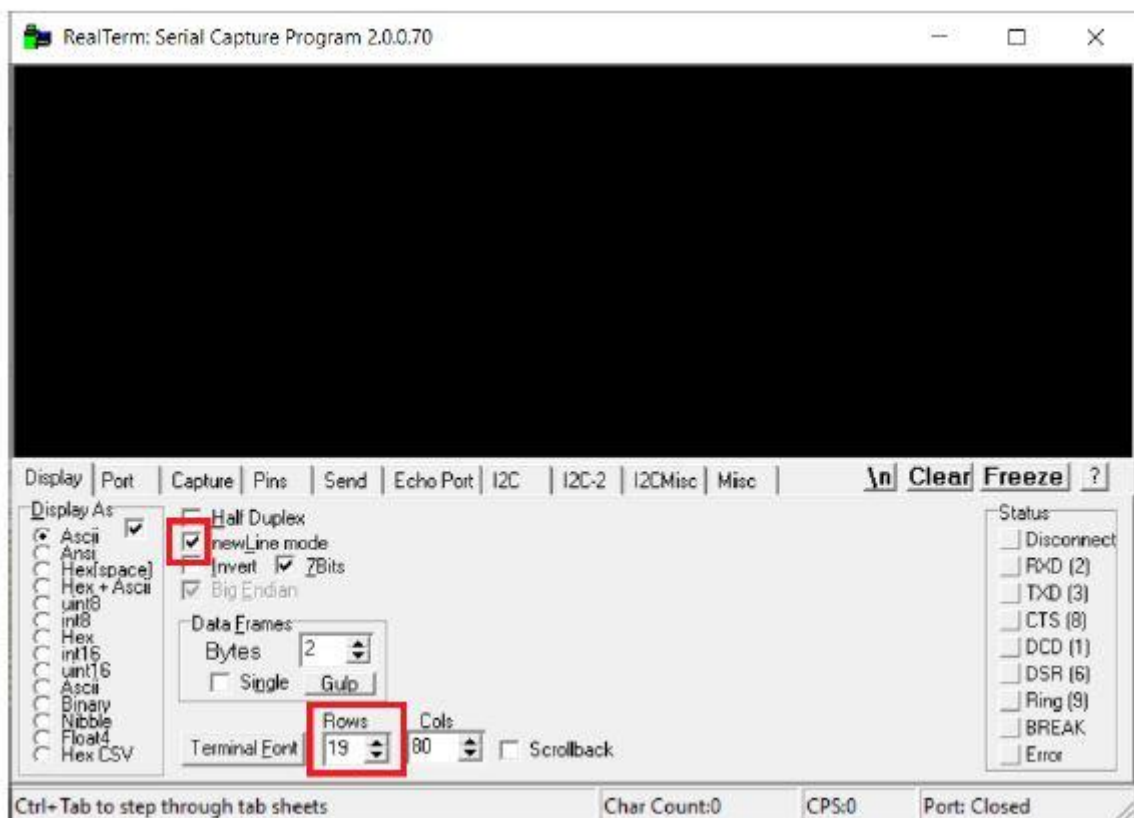 RealTerm: Serial Capture Program 2.0.0.70
Display Port Capture Pins Send Echo Port I2C I2C-2 I2CMisc Misc \n Clear Freeze ?
Display As
Ascii
Ansi
Hex[space]
Hex + Ascii
uint8
int8
Hex
int16
uint16
Ascii
Binary
Nibble
Float4
Hex CSV
Half Duplex
newLine mode
Invert 7Bits
Big Endian
Data Frames
Bytes 2
Single Gulp
Rows Cols
Terminal Font 19 80 Scrollback
Status
Disconnect
RXD (2)
TXD (3)
CTS (8)
DCD (1)
DSR (6)
Ring (9)
BREAK
Error
Ctrl+Tab to step through tab sheets Char Count:0 CPS:0 Port: Closed